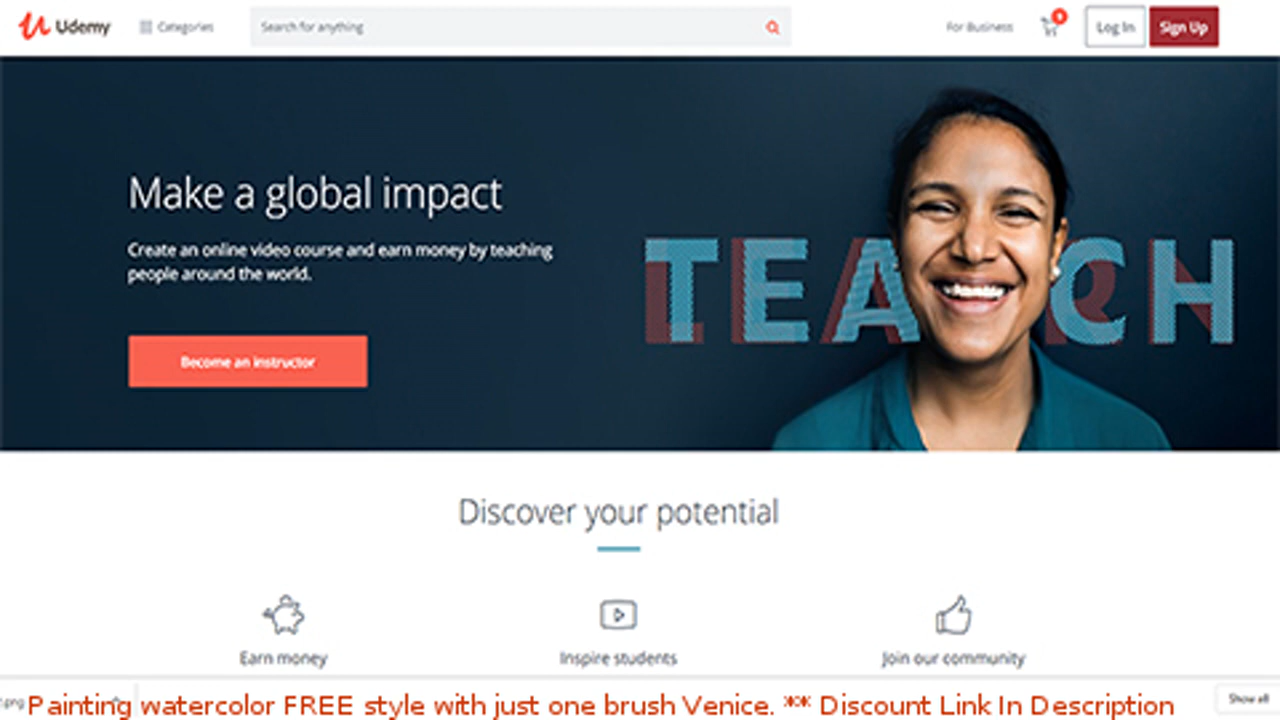 Udemy
Categories
Search for anything
For Business
Log In
Sign Up
Make a global impact
Create an online video course and earn money by teaching
people around the world.
Become an instructor
TEACH
Discover your potential
Earn money
Inspire students
Join our community
.png
Show all
Painting watercolor FREE style with just one brush Venice. ** Discount Link In Description